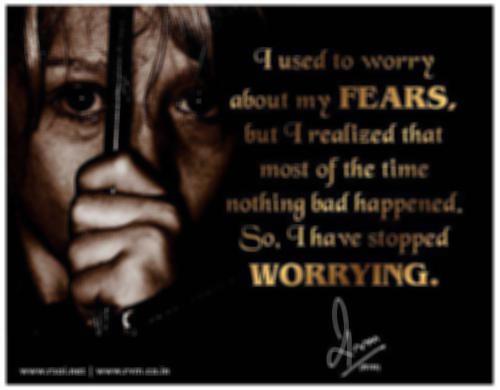 I used to worry
about my FEARS,
but I realized that
most of the time
nothing bad happened.
So, I have stopped
WORRYING.